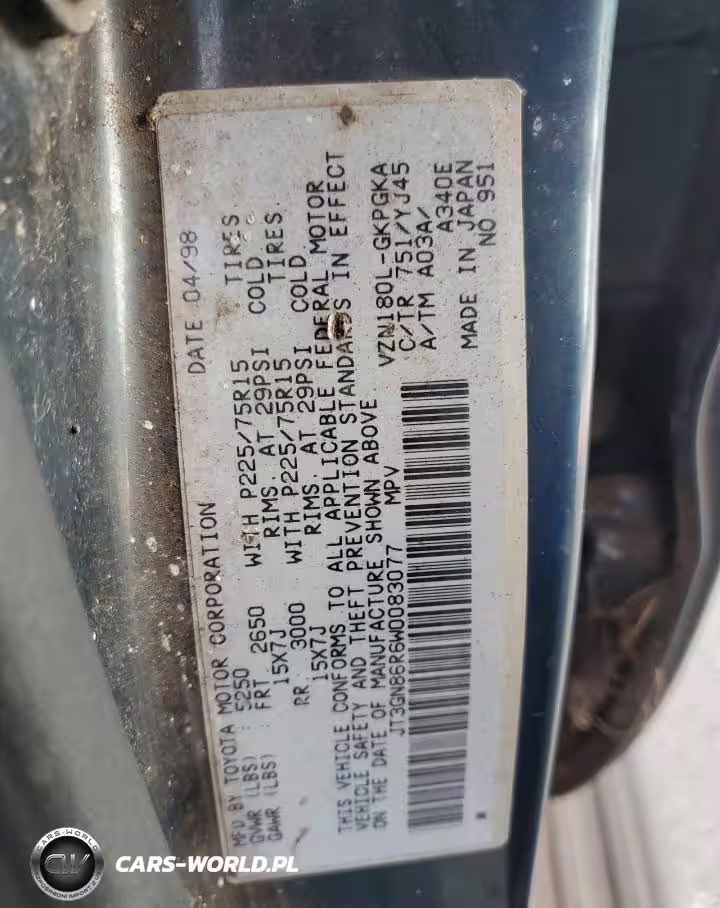 MFD BY TOYOTA MOTOR CORPORATION DATE 04/98
GVWR (LBS) : 5250
GAWR (LBS) : FRT 2650 WITH P225/75R15 TIRES
15X7J RIMS. AT 29PSI COLD
RR 3000 WITH P225/75R15 TIRES.
15X7J RIMS. AT 29PSI COLD.
THIS VEHICLE CONFORMS TO ALL APPLICABLE FEDERAL MOTOR
VEHICLE SAFETY AND THEFT PREVENTION STANDARDS IN EFFECT
ON THE DATE OF MANUFACTURE SHOWN ABOVE
JT3GN86R6W0083077 MPV
VZN180L-GKPGKA
C/TR 751/YJ45
A/TM A03A/
A340E
MADE IN JAPAN
NO 951
CARS-WORLD
CW
CARS-WORLD.PL